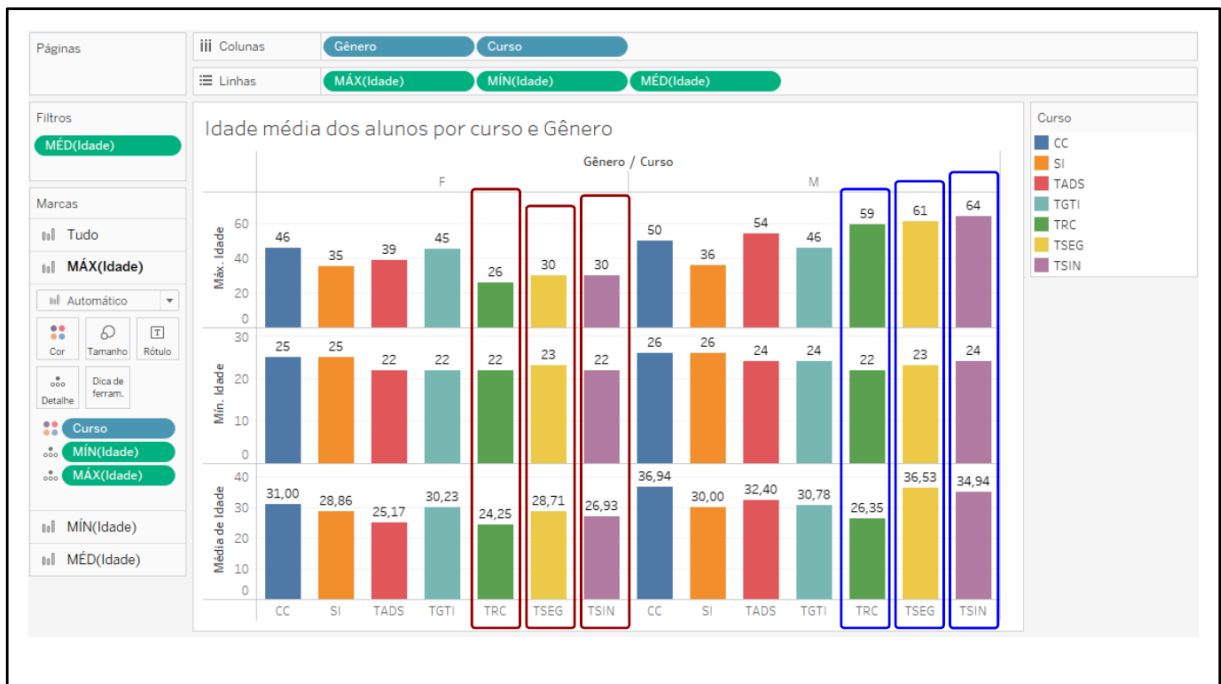 Páginas
Colunas
Gênero
Curso
Linhas
MÁX(Idade)
MÍN(Idade)
MÉD(Idade)
Filtros
MÉD(Idade)
Marcas
Tudo
MÁX(Idade)
Automático
Cor
Tamanho
Rótulo
Detalhe
Dica de
ferram.
Curso
MÍN(Idade)
MÁX(Idade)
MÍN(Idade)
MÉD(Idade)
Idade média dos alunos por curso e Gênero
Gênero / Curso
F
M
Máx. Idade
60
40
20
0
46
35
39
45
26
30
30
50
36
54
46
59
61
64
Mín. Idade
30
20
10
0
25
25
22
22
22
23
22
26
26
24
24
22
23
24
Média de Idade
40
30
20
10
0
31,00
28,86
25,17
30,23
24,25
28,71
26,93
36,94
30,00
32,40
30,78
26,35
36,53
34,94
CC
SI
TADS
TGTI
TRC
TSEG
TSIN
CC
SI
TADS
TGTI
TRC
TSEG
TSIN
Curso
CC
SI
TADS
TGTI
TRC
TSEG
TSIN